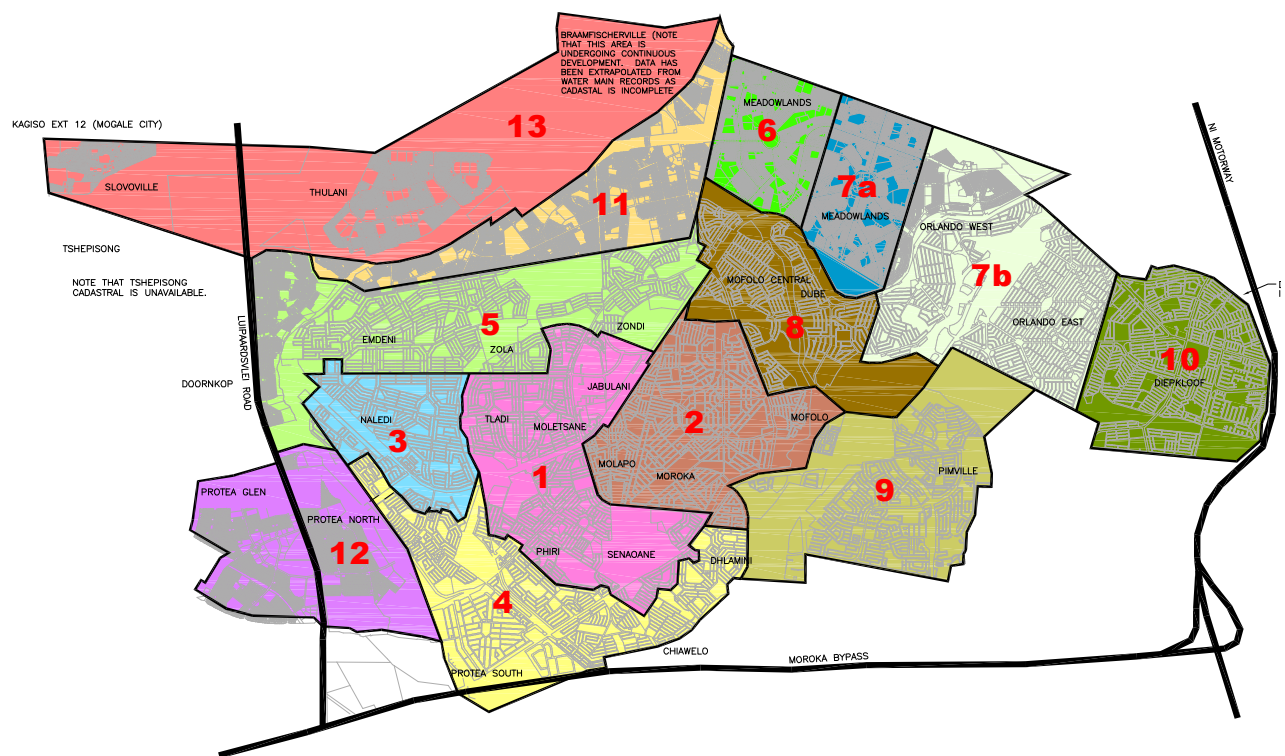 BRAAMFISCHERVILLE (NOTE
THAT THIS AREA IS
UNDERGOING CONTINUOUS
DEVELOPMENT.  DATA HAS
BEEN EXTRAPOLATED FROM
WATER MAIN RECORDS AS
CADASTAL IS INCOMPLETE
KAGISO EXT 12 (MOGALE CITY)
13
SLOVOVILLE
THULANI
11
MEADOWLANDS
6
7a
MEADOWLANDS
ORLANDO WEST
7b
ORLANDO EAST
NI MOTORWAY
TSHEPISONG
NOTE THAT TSHEPISONG
CADASTRAL IS UNAVAILABLE.
LUIPAARDSVLEI ROAD
DOORNKOP
5
EMDENI
ZOLA
ZONDI
MOFOLO CENTRAL
DUBE
8
10
DIEPKLOOF
JABULANI
NALEDI
3
TLADI
MOLETSANE
1
2
MOFOLO
MOLAPO
MOROKA
PIMVILLE
9
PROTEA GLEN
PROTEA NORTH
12
PHIRI
SENAOANE
DHLAMINI
4
CHIAWELO
PROTEA SOUTH
MOROKA BYPASS